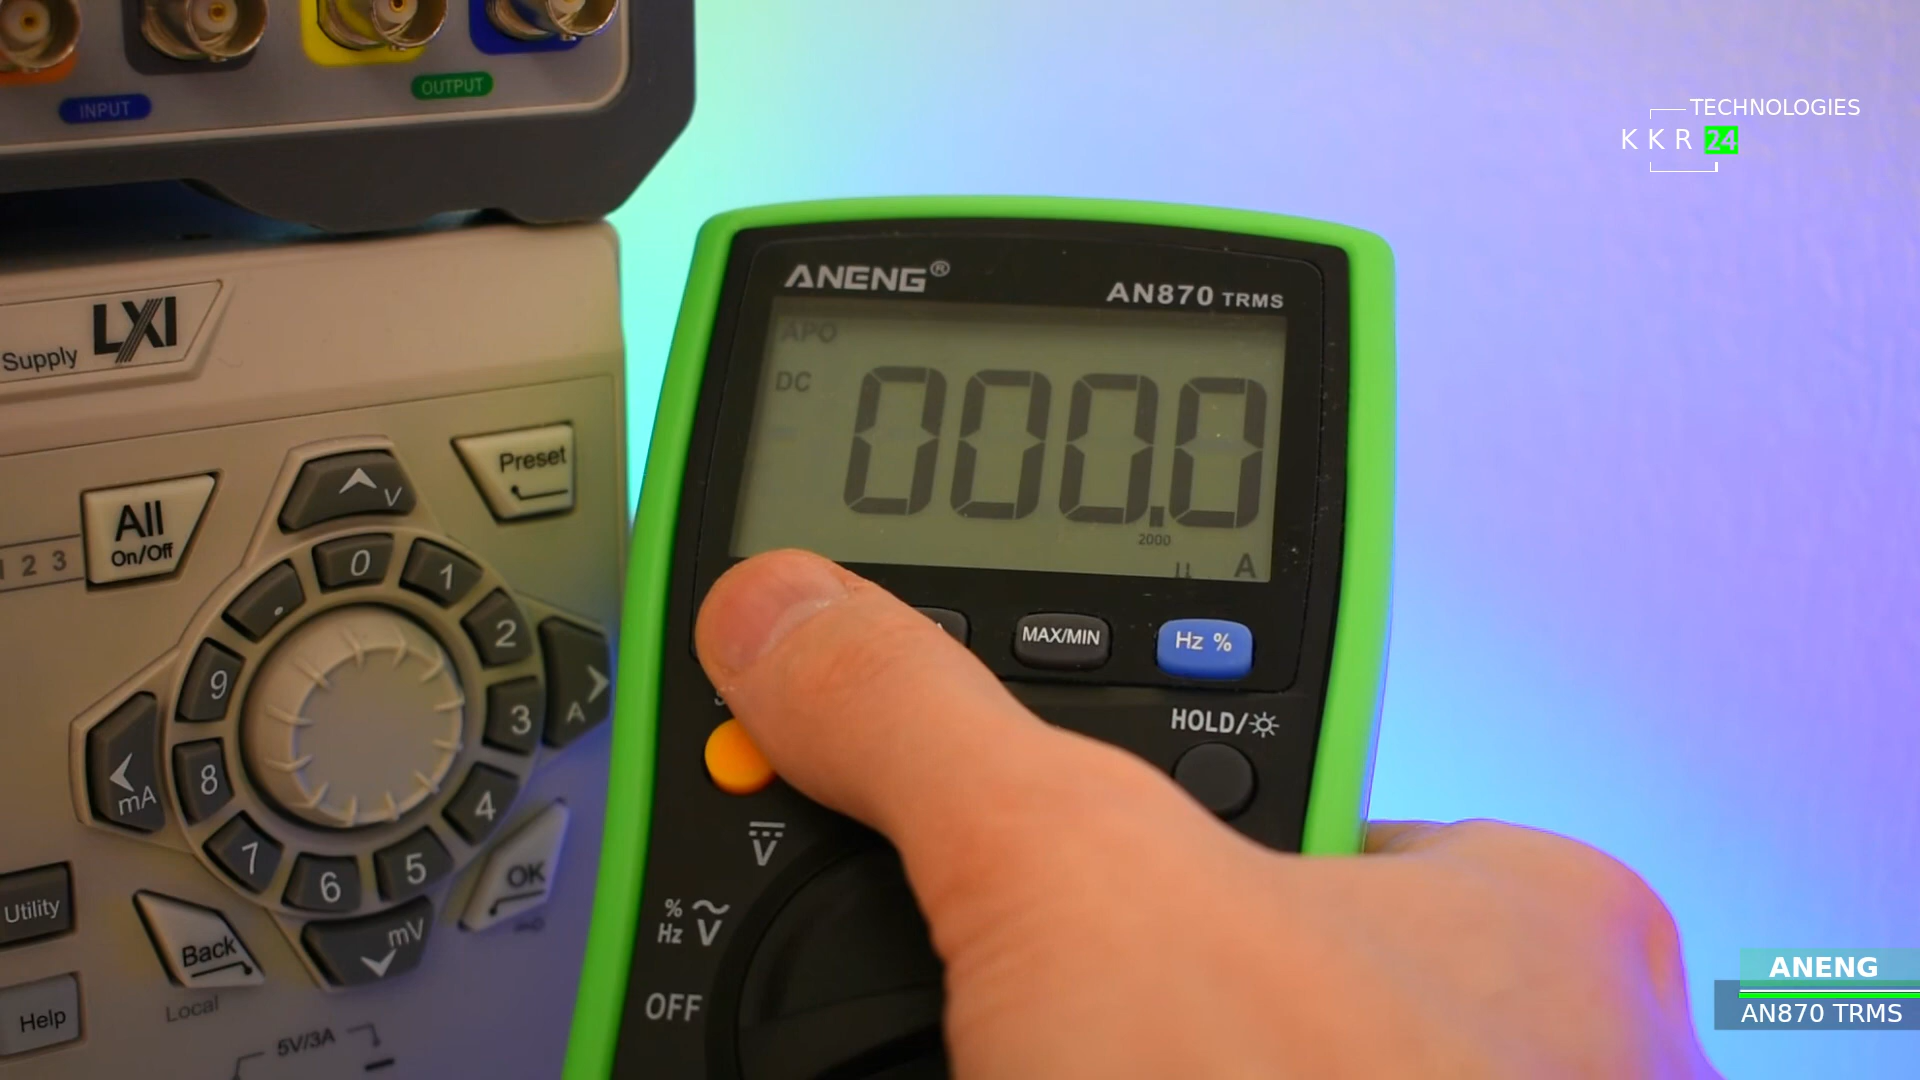 INPUT
OUTPUT
TECHNOLOGIES
KKR 24
ANENG®
AN870 TRMS
Supply
LXI
APO
DC
000.0
2000
µ A
Preset
All
On/Off
1 2 3
V
0
1
2
3
4
5
6
7
8
9
.
A
mA
mV
OK
Utility
Back
Local
Help
5V/3A
MAX/MIN
Hz %
HOLD/
V
%
Hz V
OFF
ANENG
AN870 TRMS